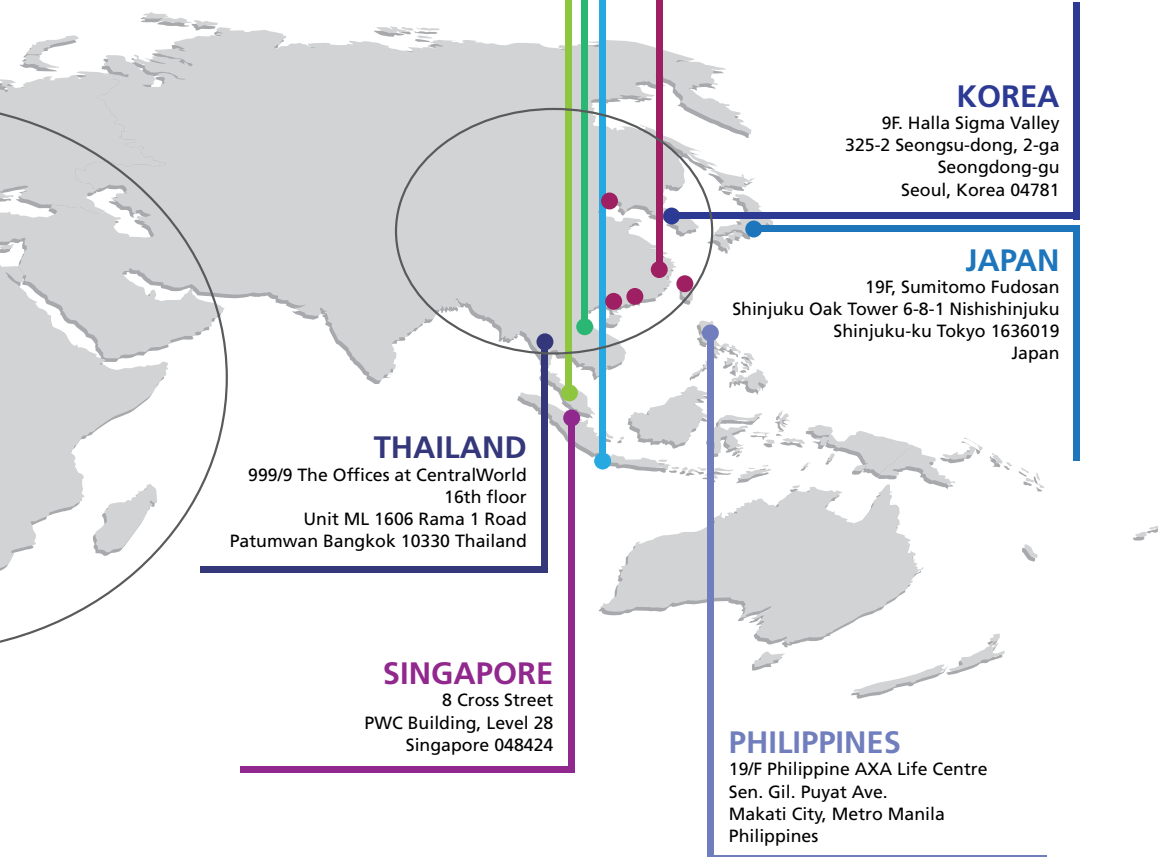 KOREA
9F. Halla Sigma Valley
325-2 Seongsu-dong, 2-ga
Seongdong-gu
Seoul, Korea 04781
JAPAN
19F, Sumitomo Fudosan
Shinjuku Oak Tower 6-8-1 Nishishinjuku
Shinjuku-ku Tokyo 1636019
Japan
THAILAND
999/9 The Offices at CentralWorld
16th floor
Unit ML 1606 Rama 1 Road
Patumwan Bangkok 10330 Thailand
SINGAPORE
8 Cross Street
PWC Building, Level 28
Singapore 048424
PHILIPPINES
19/F Philippine AXA Life Centre
Sen. Gil. Puyat Ave.
Makati City, Metro Manila
Philippines